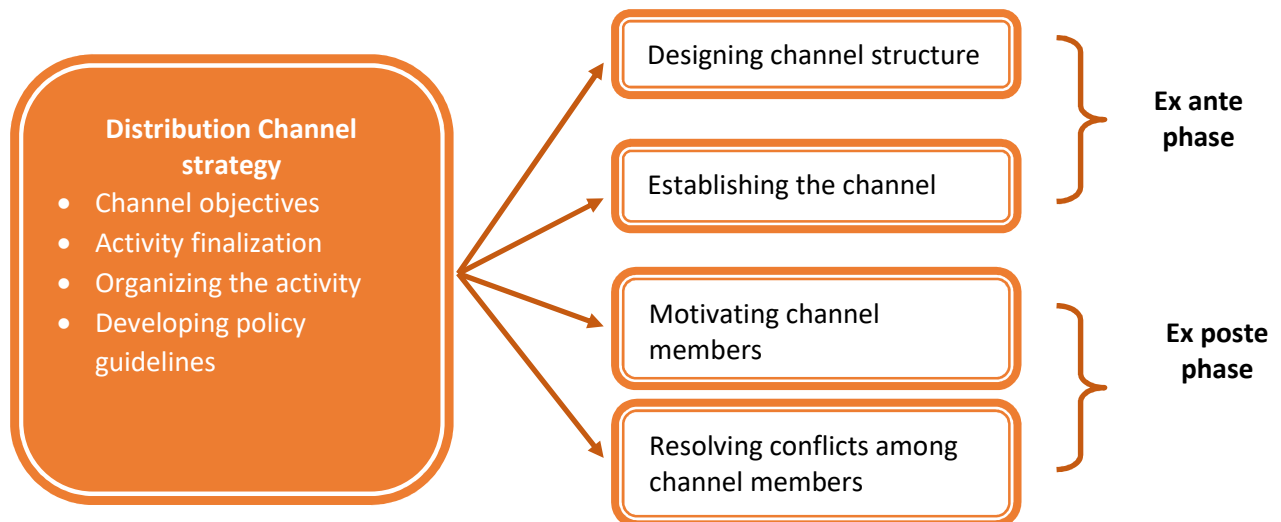 Distribution Channel
strategy
• Channel objectives
• Activity finalization
• Organizing the activity
• Developing policy
guidelines
Designing channel structure
Establishing the channel
Motivating channel
members
Resolving conflicts among
channel members
Ex ante
phase
Ex poste
phase